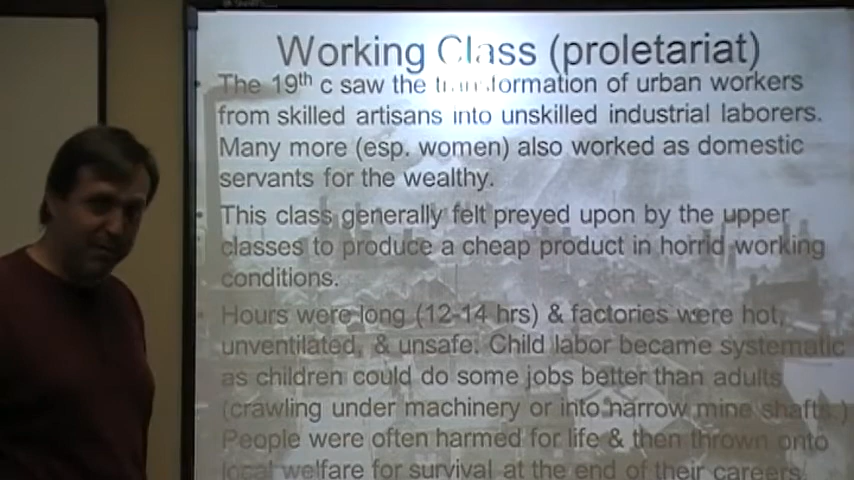 Working Class (proletariat)
The 19th c saw the transformation of urban workers
from skilled artisans into unskilled industrial laborers.
Many more (esp. women) also worked as domestic
servants for the wealthy.
This class generally felt preyed upon by the upper
classes to produce a cheap product in horrid working
conditions.
Hours were long (12-14 hrs) & factories were hot,
unventilated, & unsafe. Child labor became systematic
as children could do some jobs better than adults
(crawling under machinery or into narrow mine shafts.)
People were often harmed for life & then thrown onto
local welfare for survival at the end of their careers.